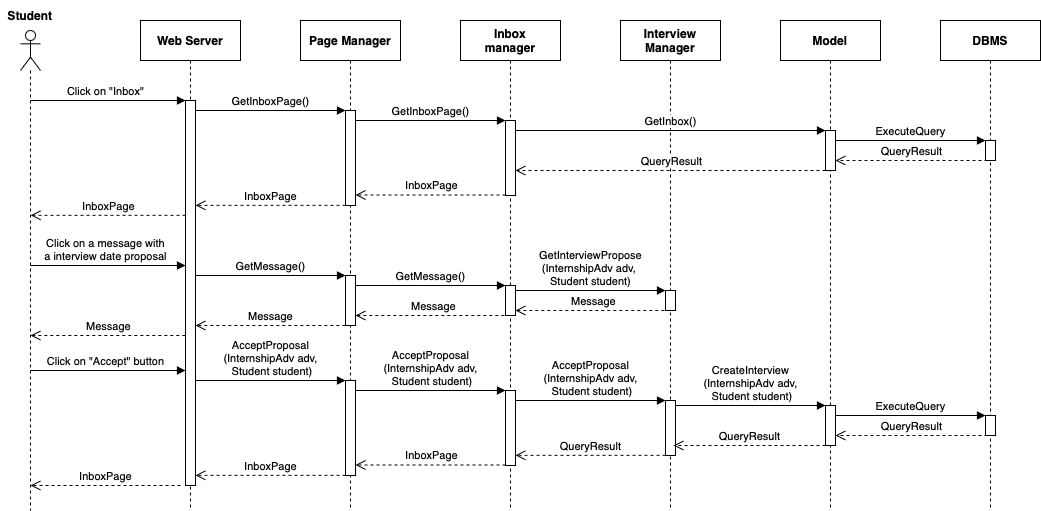 Student
Web Server
Page Manager
Inbox
manager
Interview
Manager
Model
DBMS
Click on "Inbox"
GetInboxPage()
GetInboxPage()
GetInbox()
ExecuteQuery
QueryResult
QueryResult
InboxPage
InboxPage
InboxPage
Click on a message with
a interview date proposal
GetMessage()
GetMessage()
GetInterviewPropose
(InternshipAdv adv,
Student student)
Message
Message
Message
Message
Click on "Accept" button
AcceptProposal
(InternshipAdv adv,
Student student)
AcceptProposal
(InternshipAdv adv,
Student student)
AcceptProposal
(InternshipAdv adv,
Student student)
CreateInterview
(InternshipAdv adv,
Student student)
ExecuteQuery
QueryResult
QueryResult
QueryResult
InboxPage
InboxPage
InboxPage